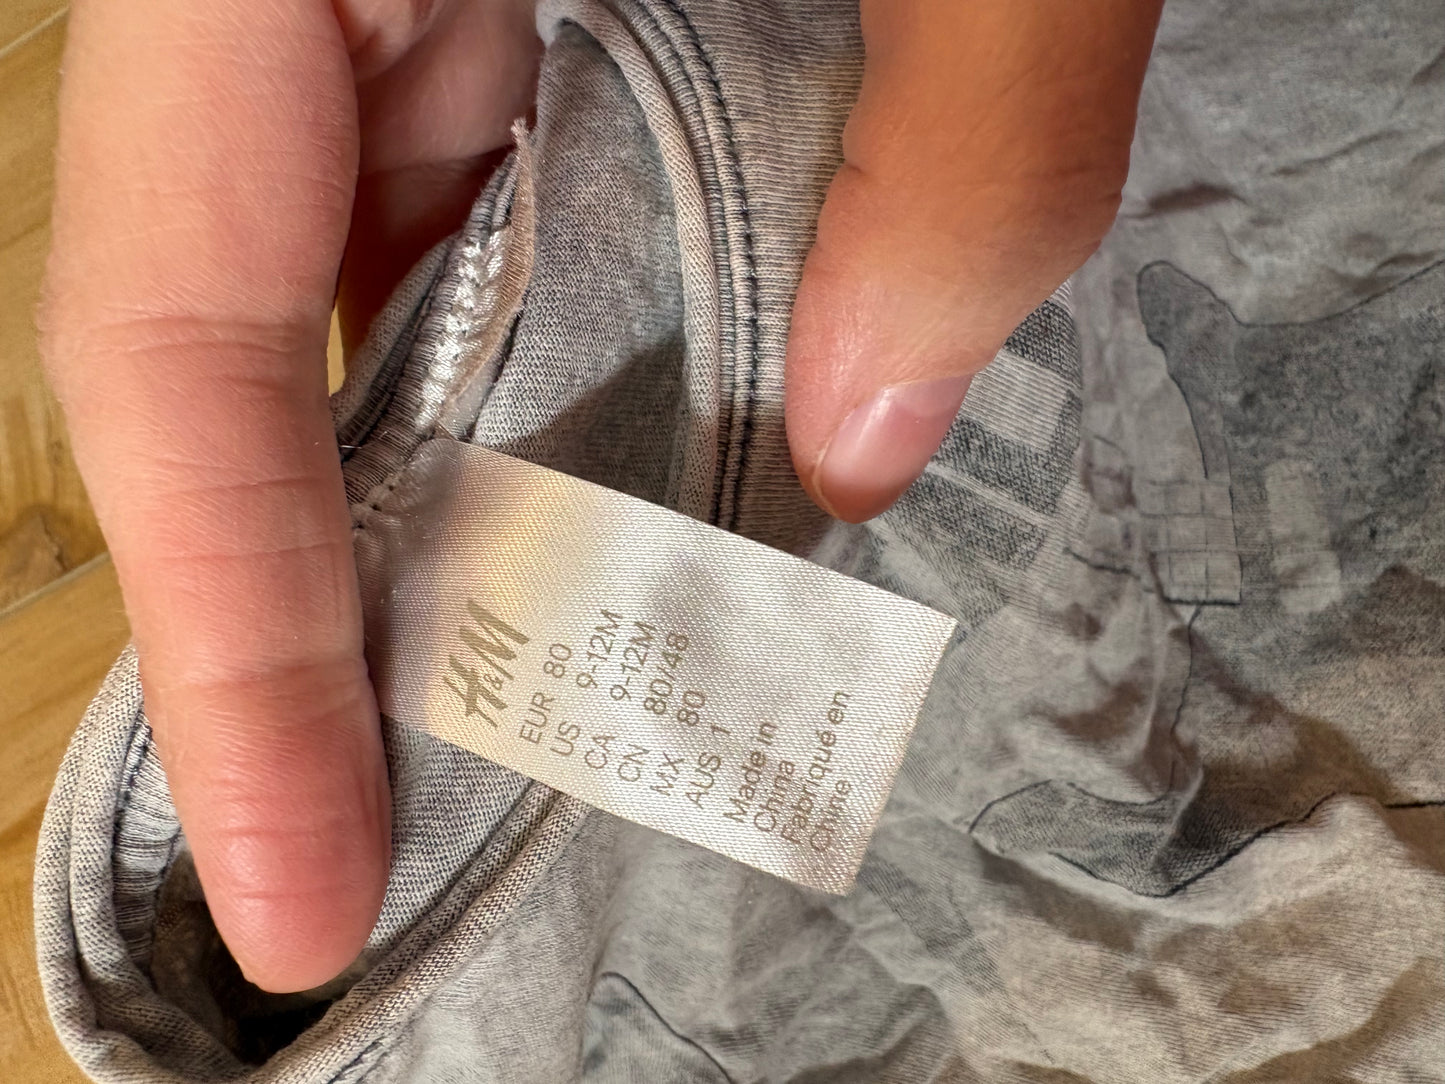 H&M
EUR 80
US 9-12M
CA 9-12M
CN 80/48
MX 80
AUS 1
Made in
China
Fabriqué en
Chine